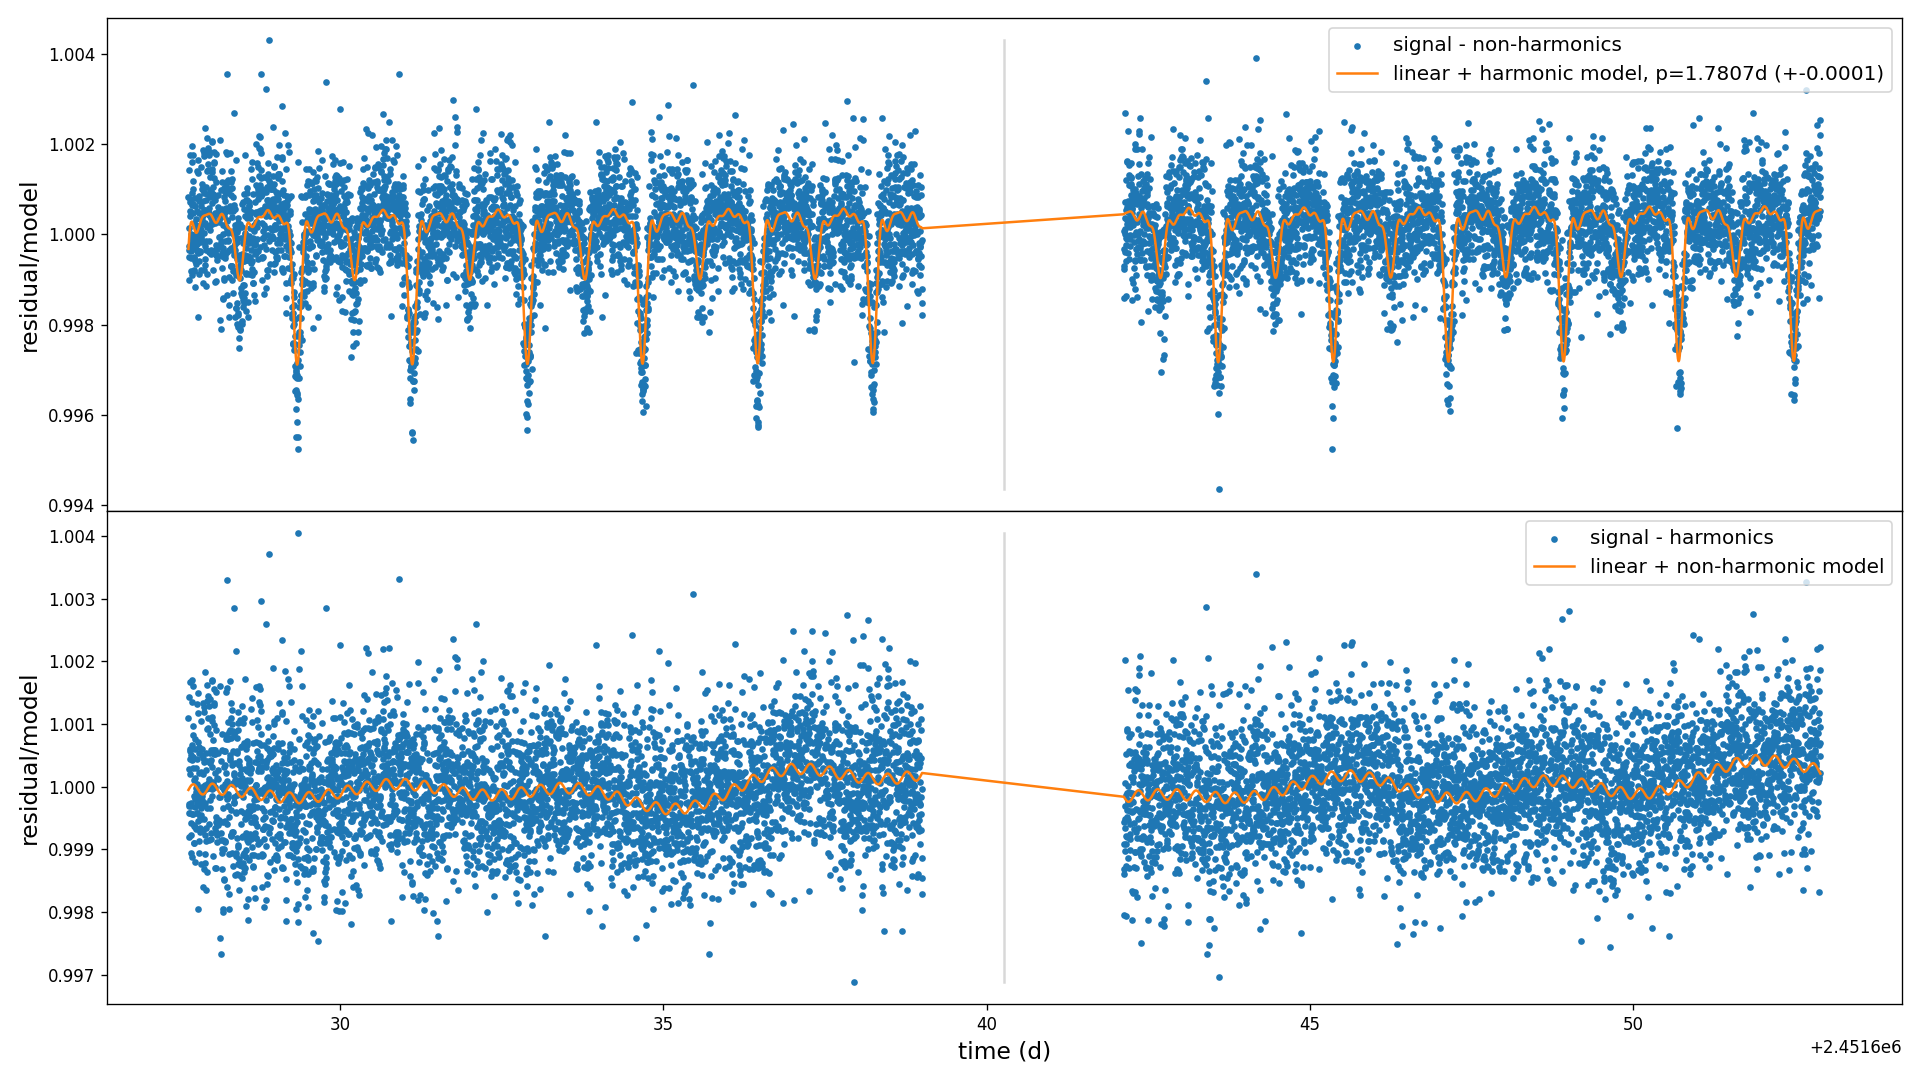 residual/model
1.004
1.002
1.000
0.998
0.996
0.994
signal - non-harmonics
linear + harmonic model, p=1.7807d (+-0.0001)
residual/model
1.004
1.003
1.002
1.001
1.000
0.999
0.998
0.997
signal - harmonics
linear + non-harmonic model
30 35 40 45 50
time (d)
+2.4516e6